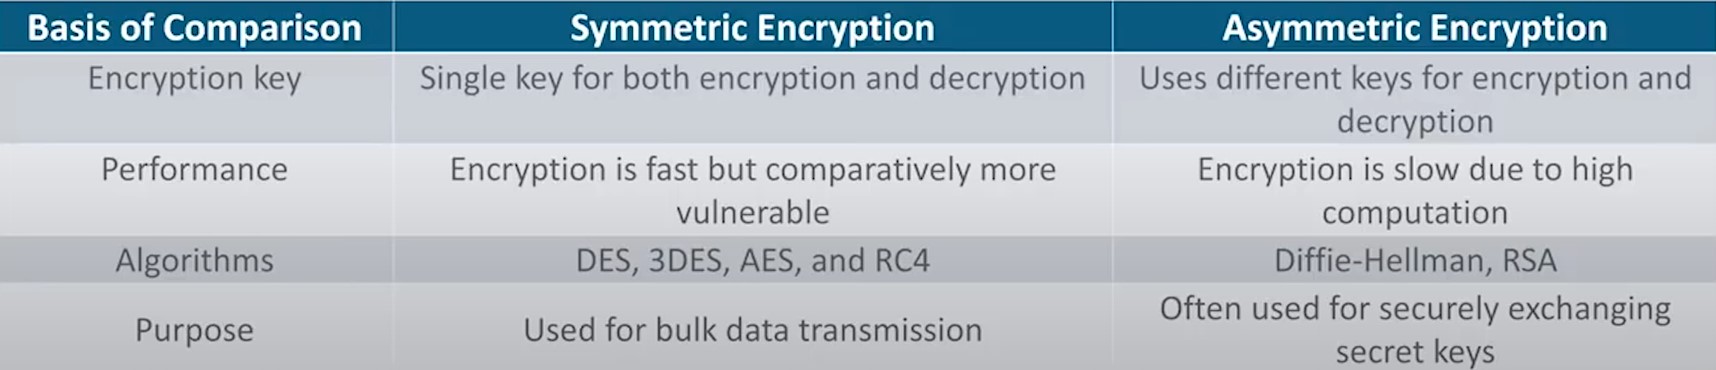 Basis of Comparison Symmetric Encryption Asymmetric Encryption
Encryption key Single key for both encryption and decryption Uses different keys for encryption and
decryption
Performance Encryption is fast but comparatively more Encryption is slow due to high
vulnerable computation
Algorithms DES, 3DES, AES, and RC4 Diffie-Hellman, RSA
Purpose Used for bulk data transmission Often used for securely exchanging
secret keys